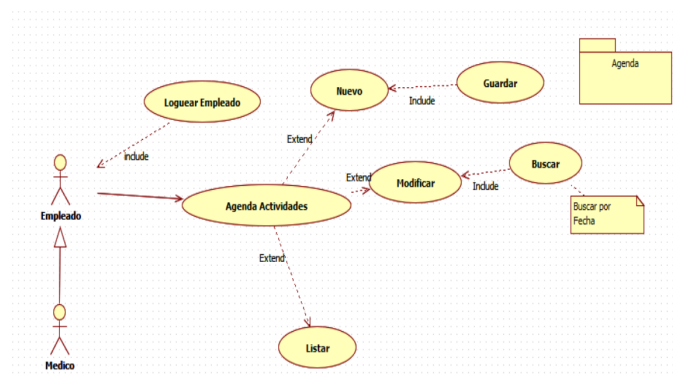 Agenda
Nuevo
Guardar
Include
Loguear Empleado
Extend
include
Buscar
Extend
Modificar
Include
Empleado
Agenda Actividades
Buscar por
Fecha
Extend
Listar
Medico